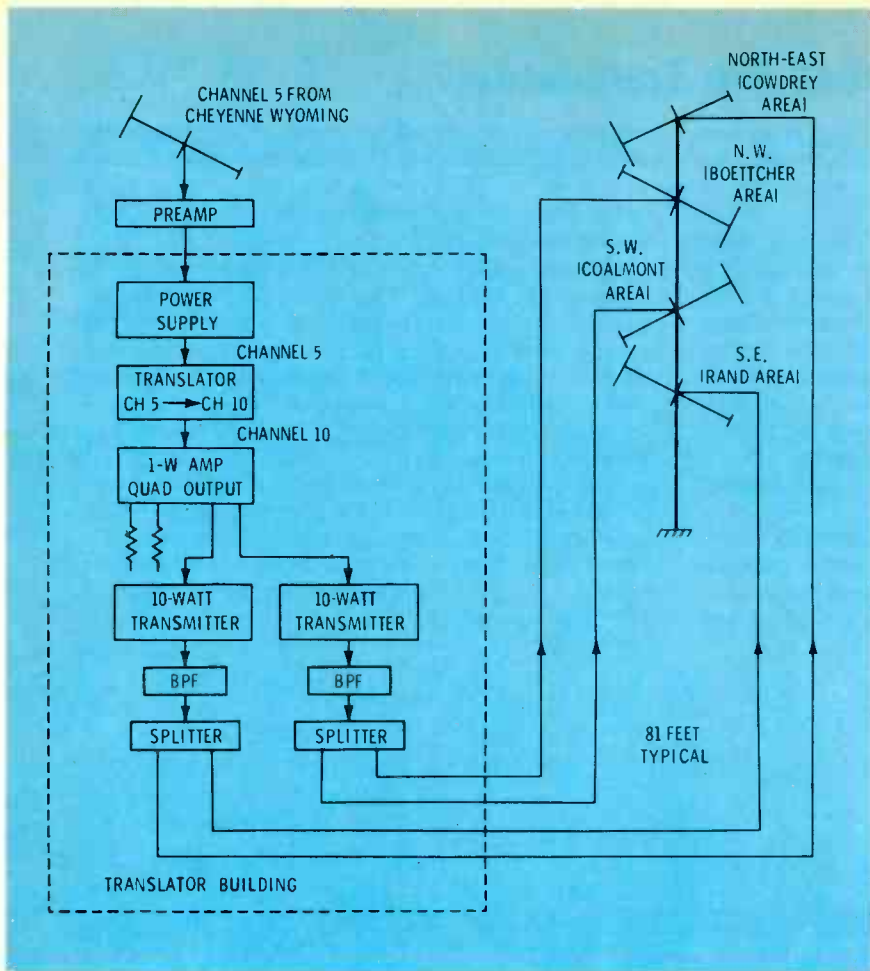 CHANNEL 5 FROM
CHEYENNE WYOMING
PREAMP
POWER
SUPPLY
CHANNEL 5
TRANSLATOR
CH 5 → CH 10
CHANNEL 10
1-W AMP
QUAD OUTPUT
10-WATT
TRANSMITTER
10-WATT
TRANSMITTER
BPF
BPF
SPLITTER
SPLITTER
TRANSLATOR BUILDING
NORTH-EAST
(COWDREY
AREA)
N.W.
(BOETTCHER
AREA)
S.W.
(COALMONT
AREA)
S.E.
(RAND AREA)
81 FEET
TYPICAL